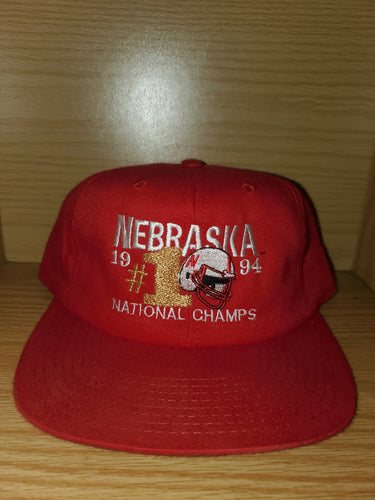 NEBRASKA
19 94
#1
N
NATIONAL CHAMPS